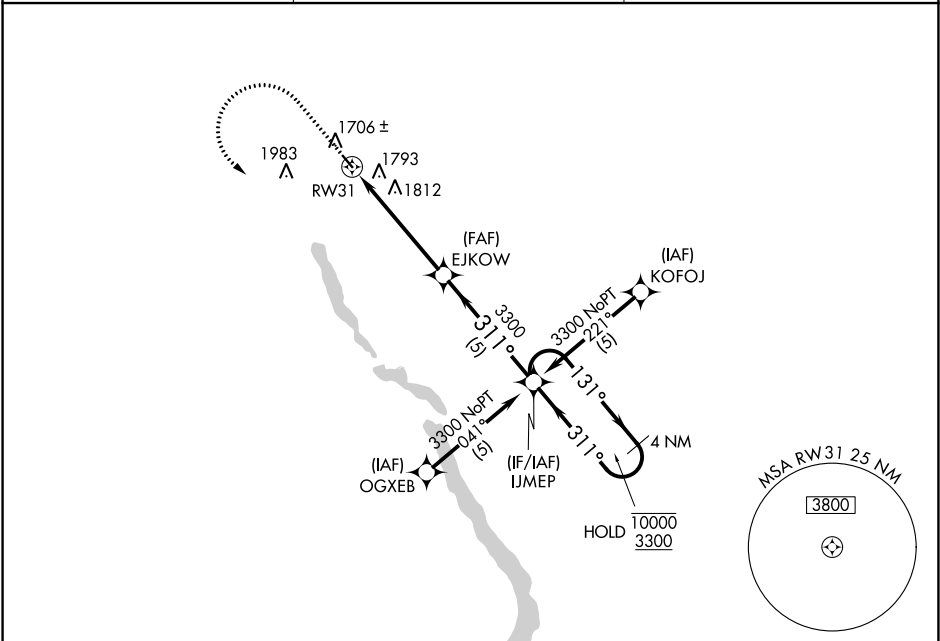 1706 ±
1983
1793
RW31
1812
(FAF)
EJKOW
(IAF)
KOFOJ
3300 NoPT
221°
(5)
3300
311°
(5)
131°
3300 NoPT
041°
(5)
311°
4 NM
(IAF)
OGXEB
(IF/IAF)
IJMEP
HOLD
10000
3300
MSA RW31 25 NM
3800